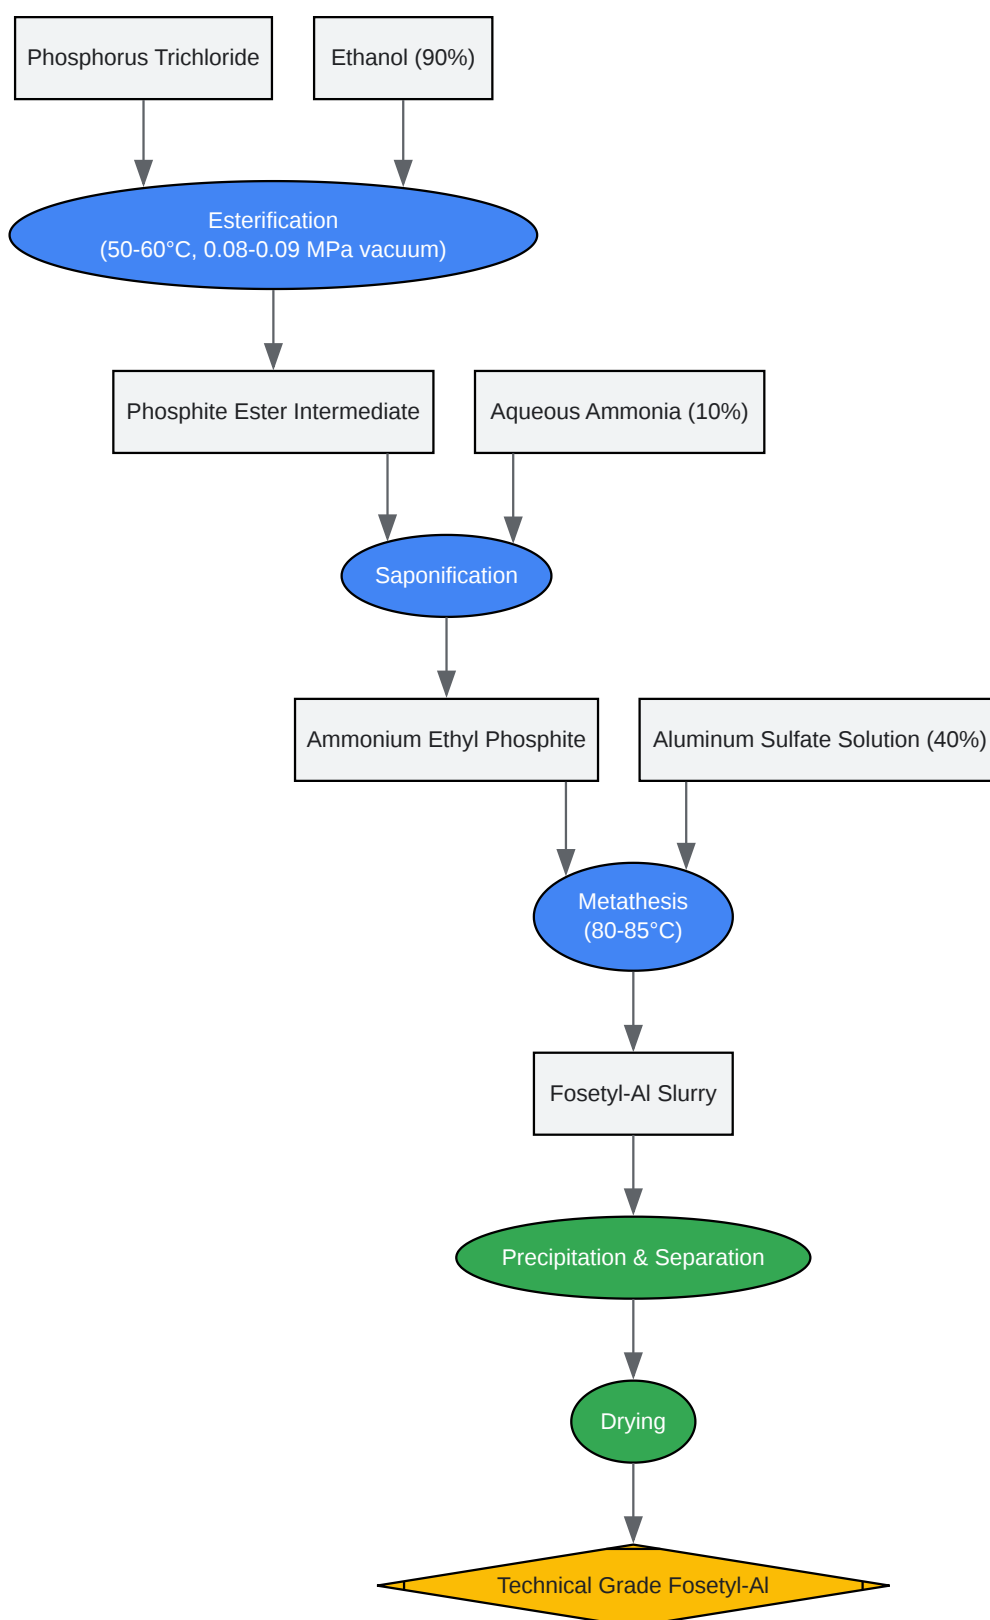 Phosphorus Trichloride
Ethanol (90%)
Esterification
(50-60°C, 0.08-0.09 MPa vacuum)
Phosphite Ester Intermediate
Aqueous Ammonia (10%)
Saponification
Ammonium Ethyl Phosphite
Aluminum Sulfate Solution (40%)
Metathesis
(80-85°C)
Fosetyl-Al Slurry
Precipitation & Separation
Drying
Technical Grade Fosetyl-Al